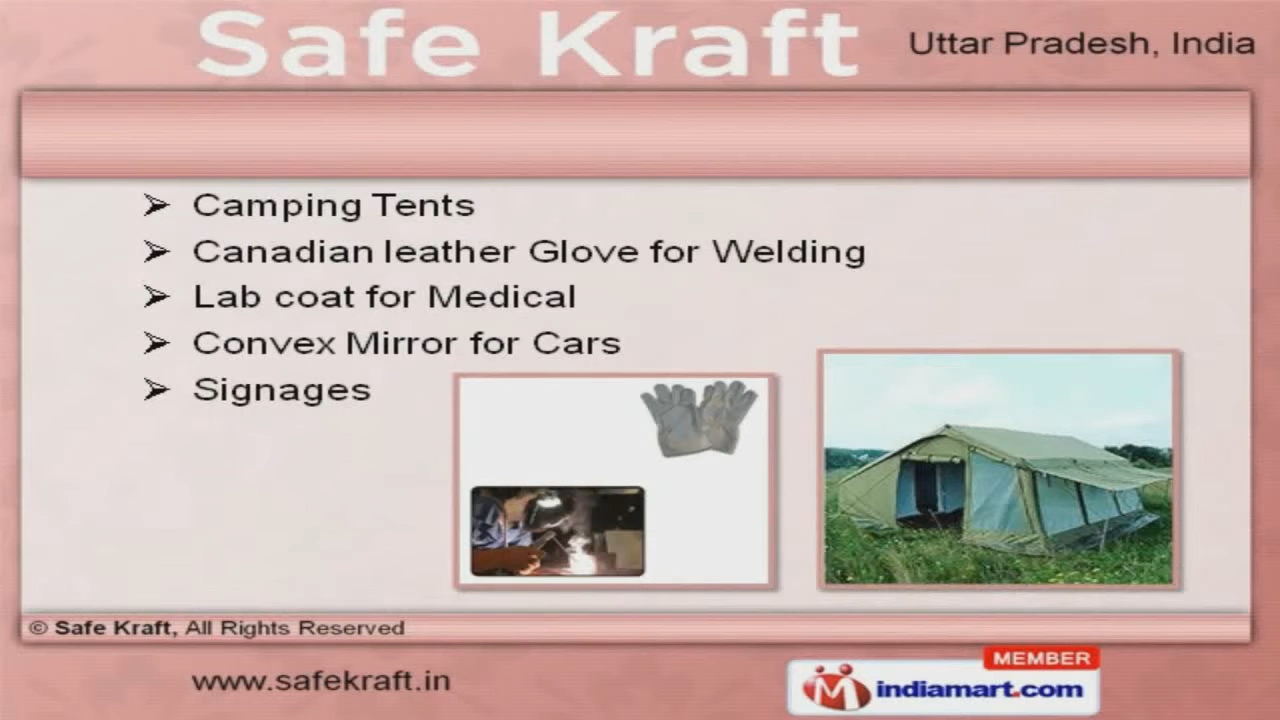 Safe Kraft
Uttar Pradesh, India
Camping Tents
Canadian leather Glove for Welding
Lab coat for Medical
Convex Mirror for Cars
Signages
© Safe Kraft, All Rights Reserved
www.safekraft.in
MEMBER
indiamart.com